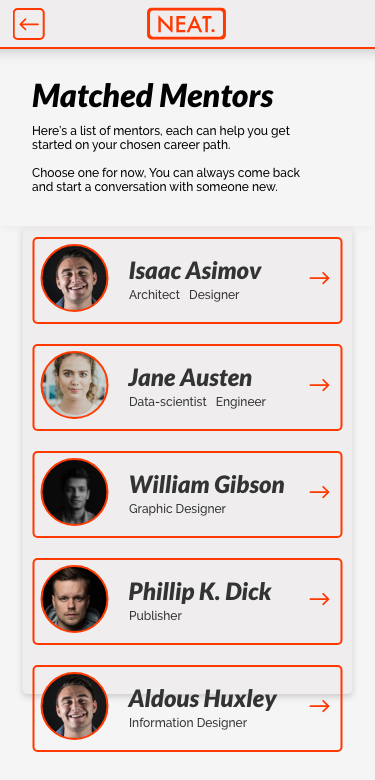 NEAT.
Matched Mentors
Here's a list of mentors, each can help you get
started on your chosen career path.
Choose one for now, You can always come back
and start a conversation with someone new.
Isaac Asimov
Architect Designer
Jane Austen
Data-scientist Engineer
William Gibson
Graphic Designer
Phillip K. Dick
Publisher
Aldous Huxley
Information Designer